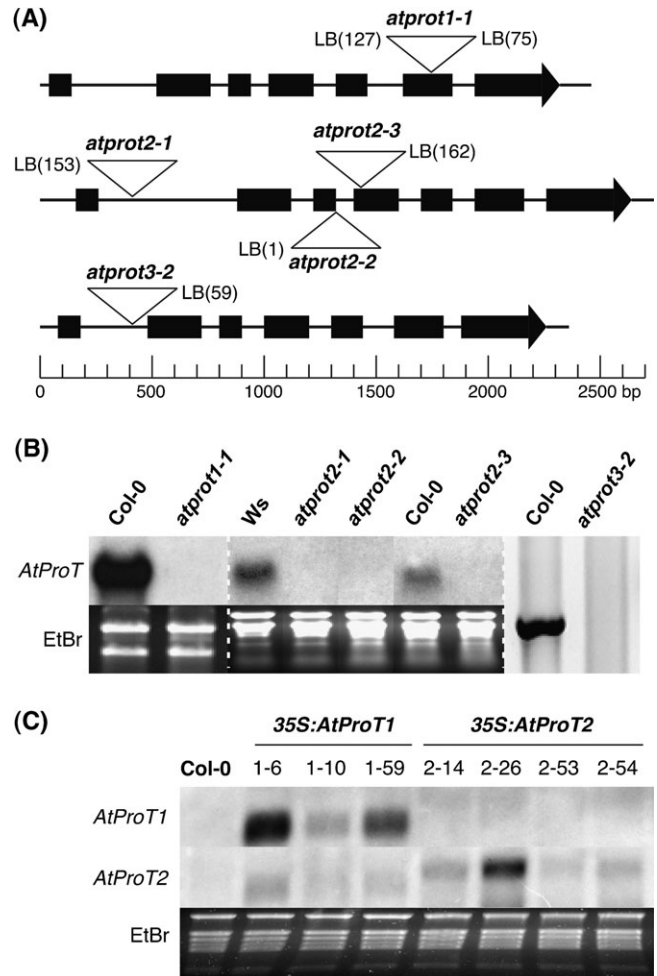 (A)
atprot1-1
LB(127) LB(75)
atprot2-1 atprot2-3
LB(153) LB(162)
LB(1)
atprot2-2
atprot3-2
LB(59)
0 500 1000 1500 2000 2500 bp
(B)
Col-0 atprot1-1 Ws atprot2-1 atprot2-2 Col-0 atprot2-3 Col-0 atprot3-2
AtProT
EtBr
(C)
35S:AtProT1 35S:AtProT2
Col-0 1-6 1-10 1-59 2-14 2-26 2-53 2-54
AtProT1
AtProT2
EtBr